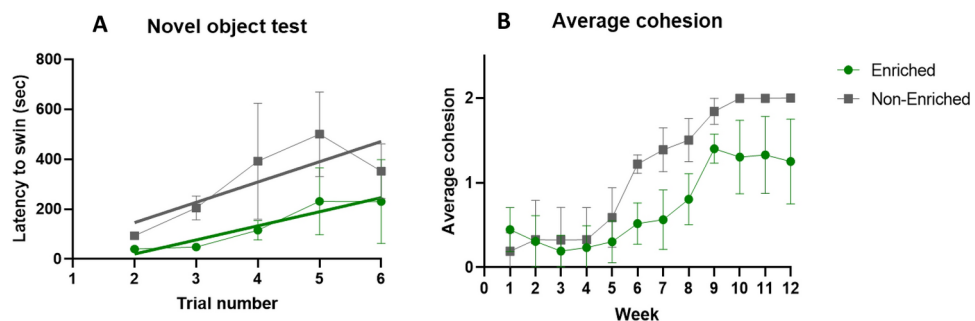 A Novel object test
Latency to swin (sec)
800
600
400
200
0
1 2 3 4 5 6
Trial number
B Average cohesion
Average cohesion
2
1
0
0 1 2 3 4 5 6 7 8 9 10 11 12
Week
Enriched
Non-Enriched